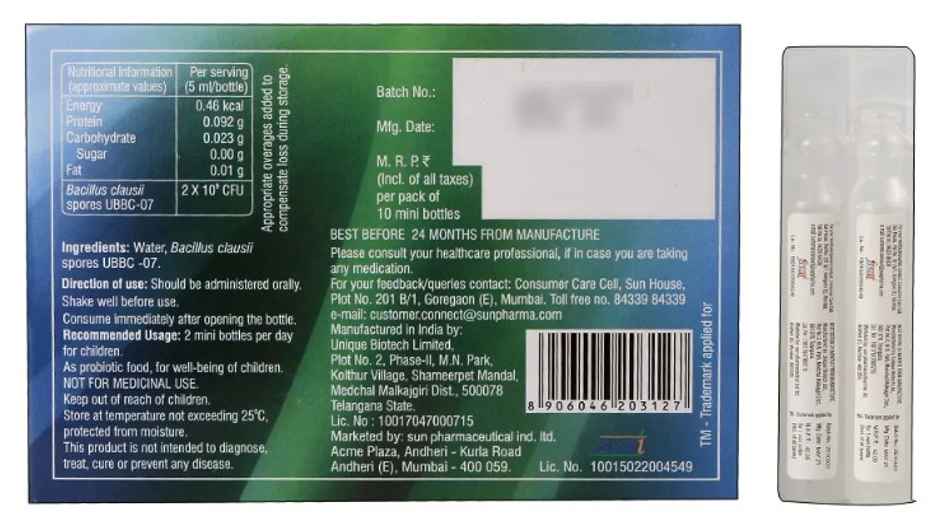 Nutritional Information Per serving
(approximate values) (5 ml/bottle)
Energy 0.46 kcal
Protein 0.092 g
Carbohydrate 0.023 g
Sugar 0.00 g
Fat 0.01 g
Bacillus clausii 2 X 10⁹ CFU
spores UBBC-07
Appropriate overages added to
compensate loss during storage.
Ingredients: Water, Bacillus clausii
spores UBBC -07.
Direction of use: Should be administered orally.
Shake well before use.
Consume immediately after opening the bottle.
Recommended Usage: 2 mini bottles per day
for children.
As probiotic food, for well-being of children.
NOT FOR MEDICINAL USE.
Keep out of reach of children.
Store at temperature not exceeding 25°C,
protected from moisture.
This product is not intended to diagnose,
treat, cure or prevent any disease.
Batch No.:
Mfg. Date:
M. R. P. ₹
(Incl. of all taxes)
per pack of
10 mini bottles
BEST BEFORE 24 MONTHS FROM MANUFACTURE
Please consult your healthcare professional, if in case you are taking
any medication.
For your feedback/queries contact: Consumer Care Cell, Sun House,
Plot No. 201 B/1, Goregaon (E), Mumbai. Toll free no. 84339 84339
e-mail: customer.connect@sunpharma.com
Manufactured in India by:
Unique Biotech Limited,
Plot No. 2, Phase-II, M.N. Park,
Kolthur Village, Shameerpet Mandal,
Medchal Malkajgiri Dist., 500078
Telangana State.
Lic. No : 10017047000715
Marketed by: sun pharmaceutical ind. ltd.
Acme Plaza, Andheri - Kurla Road
Andheri (E), Mumbai - 400 059.
8 906046 203127
Lic. No. 10015022004549
TM - Trademark applied for